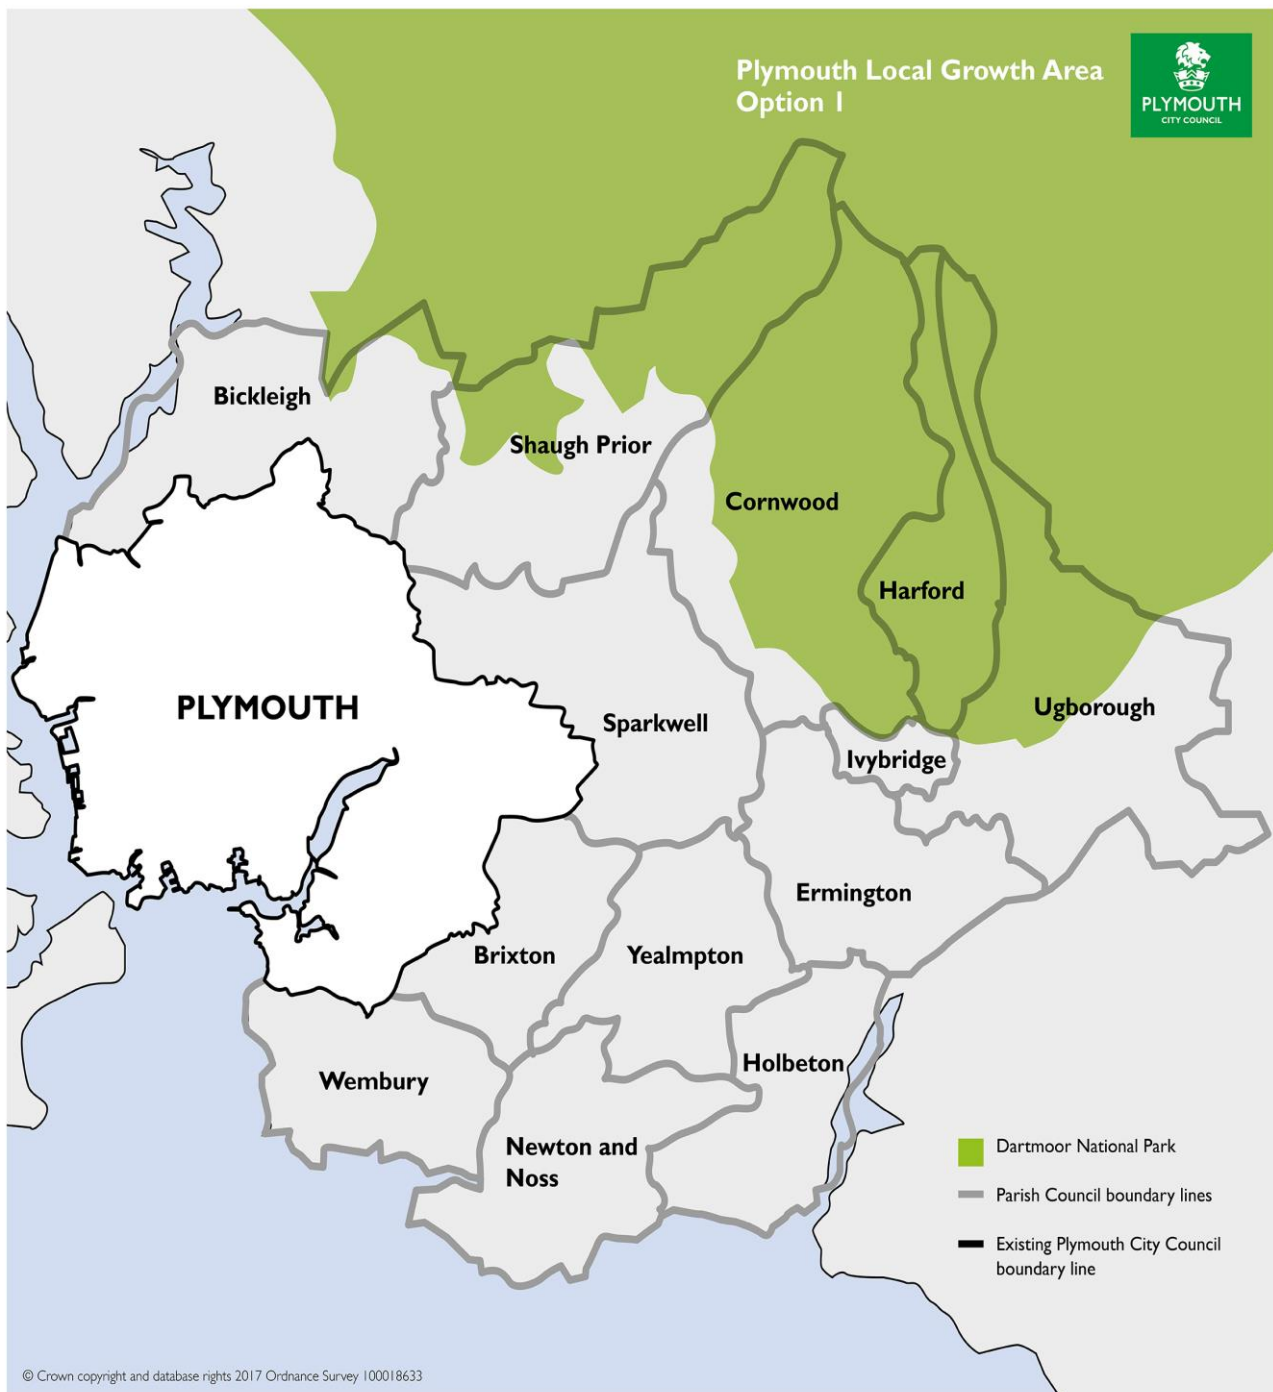 Plymouth Local Growth Area
Option 1
PLYMOUTH
CITY COUNCIL
Bickleigh
Shaugh Prior
Cornwood
Harford
PLYMOUTH
Sparkwell
Ugborough
Ivybridge
Ermington
Brixton
Yealmpton
Holbeton
Wembury
Newton and
Noss
Dartmoor National Park
Parish Council boundary lines
Existing Plymouth City Council
boundary line
© Crown copyright and database rights 2017 Ordnance Survey 100018633